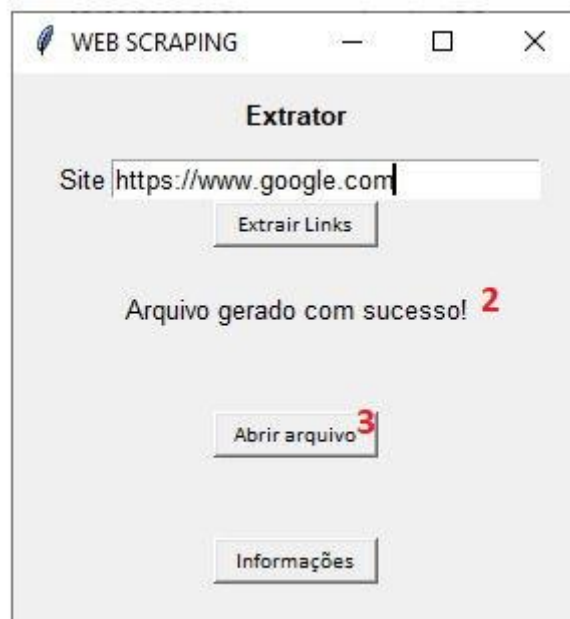 WEB SCRAPING
Extrator
Site https://www.google.com
Extrair Links
Arquivo gerado com sucesso! 2
Abrir arquivo 3
Informações